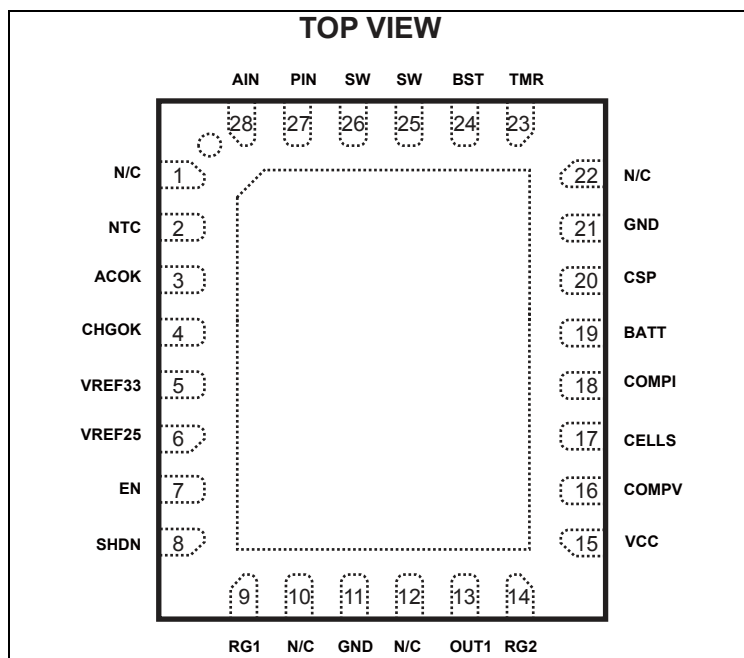 TOP VIEW
AIN PIN SW SW BST TMR
28 27 26 25 24 23
N/C 1 22 N/C
NTC 2 21 GND
ACOK 3 20 CSP
CHGOK 4 19 BATT
VREF33 5 18 COMPI
VREF25 6 17 CELLS
EN 7 16 COMPV
SHDN 8 15 VCC
9 10 11 12 13 14
RG1 N/C GND N/C OUT1 RG2